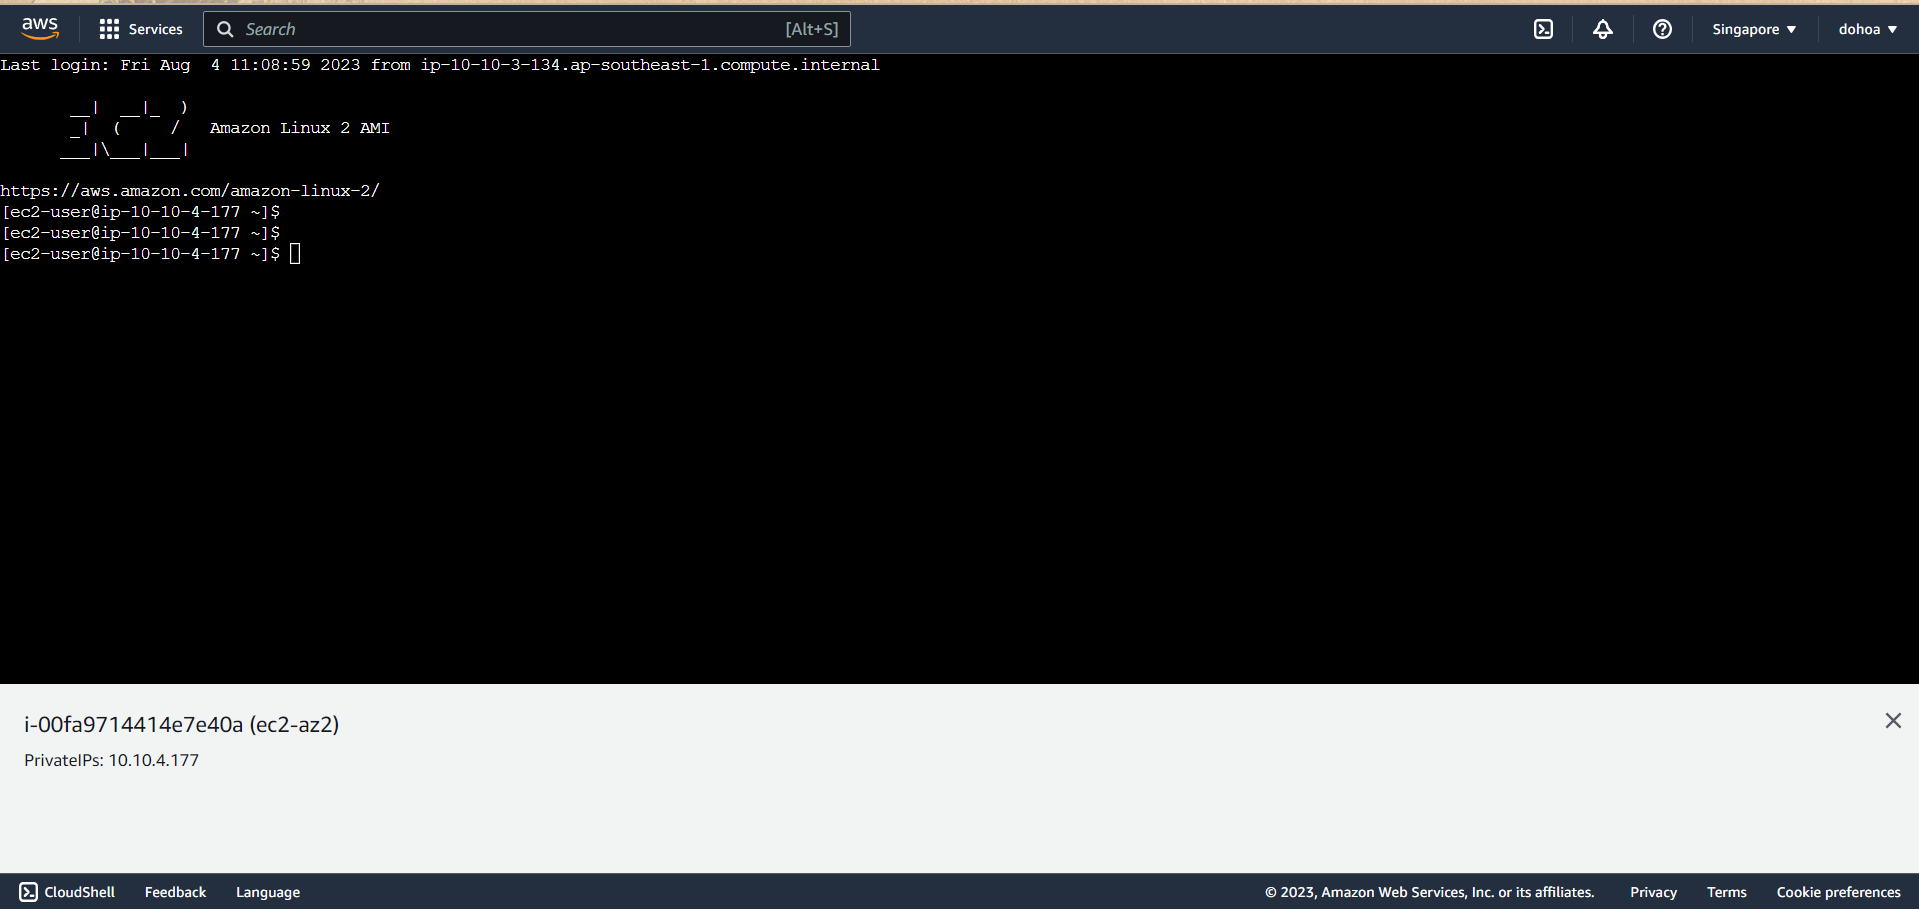 aws
Services
Search
[Alt+S]
Singapore
dohoa
Last login: Fri Aug  4 11:08:59 2023 from ip-10-10-3-134.ap-southeast-1.compute.internal
       __|  __|_  )
       _|  (     /   Amazon Linux 2 AMI
      ___|\___|___|
https://aws.amazon.com/amazon-linux-2/
[ec2-user@ip-10-10-4-177 ~]$
[ec2-user@ip-10-10-4-177 ~]$
[ec2-user@ip-10-10-4-177 ~]$
i-00fa9714414e7e40a (ec2-az2)
PrivateIPs: 10.10.4.177
CloudShell
Feedback
Language
© 2023, Amazon Web Services, Inc. or its affiliates.
Privacy
Terms
Cookie preferences